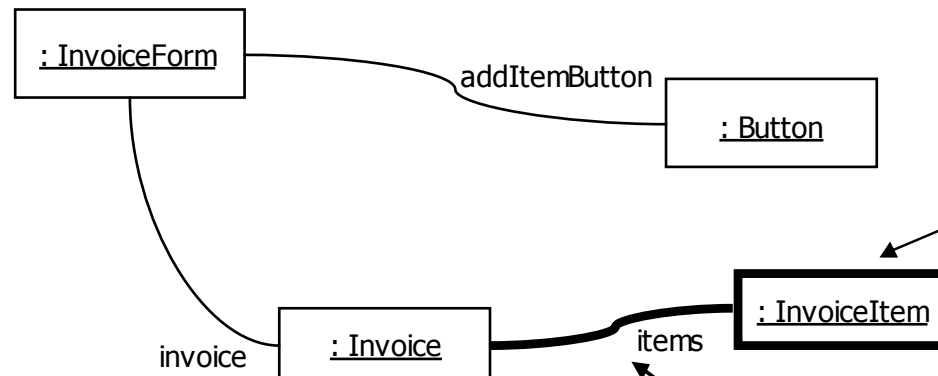 : InvoiceForm
addItemButton
: Button
: InvoiceItem
items
: Invoice
invoice